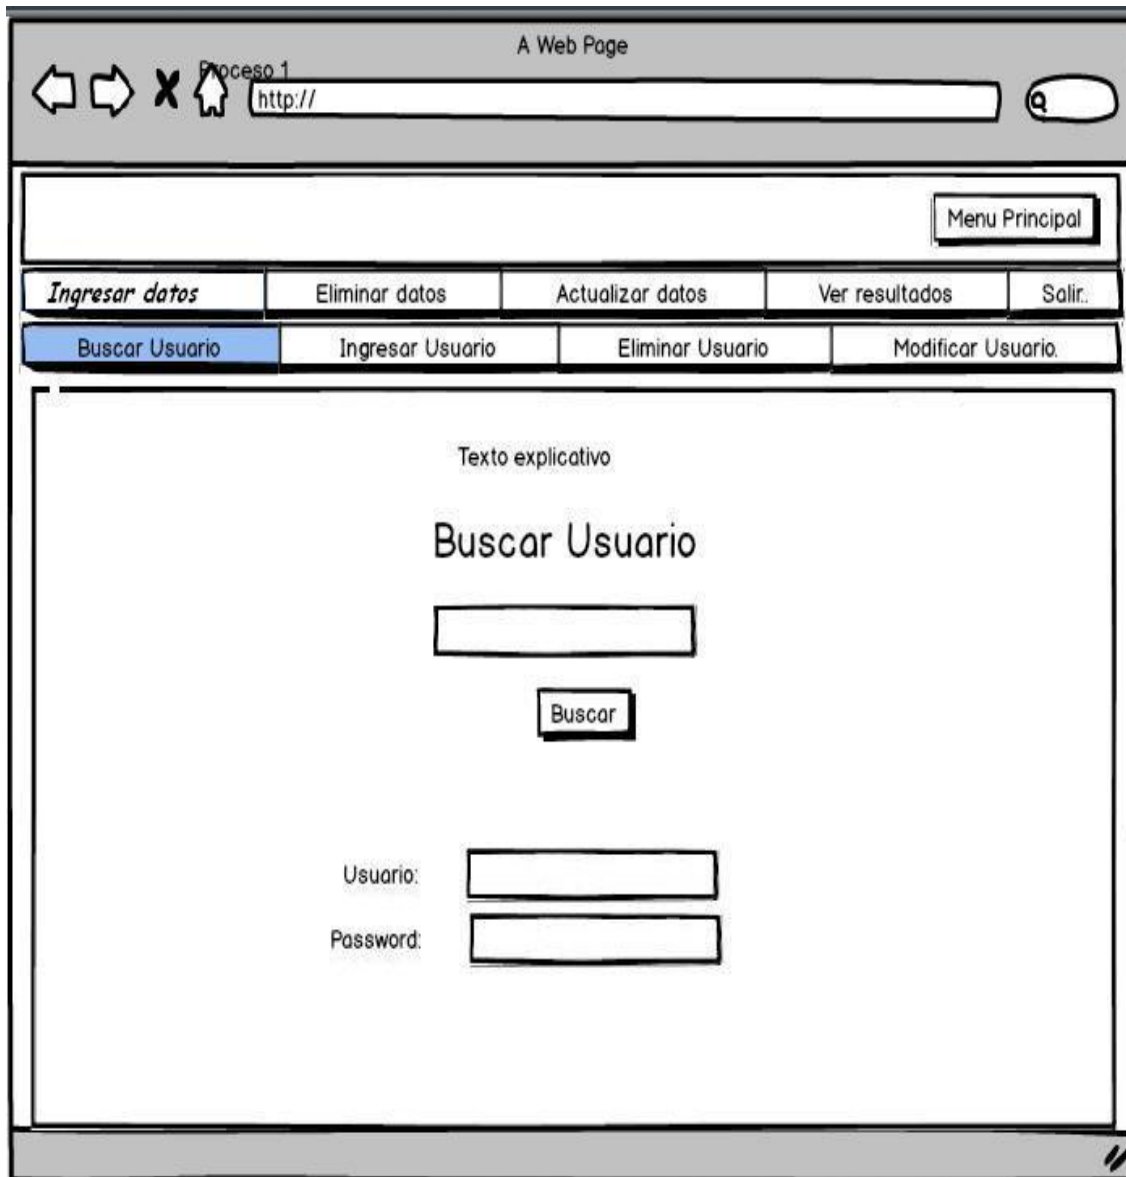 A Web Page
Proceso 1
http://
Menu Principal
Ingresar datos Eliminar datos Actualizar datos Ver resultados Salir..
Buscar Usuario Ingresar Usuario Eliminar Usuario Modificar Usuario.
Texto explicativo
Buscar Usuario
Buscar
Usuario:
Password: